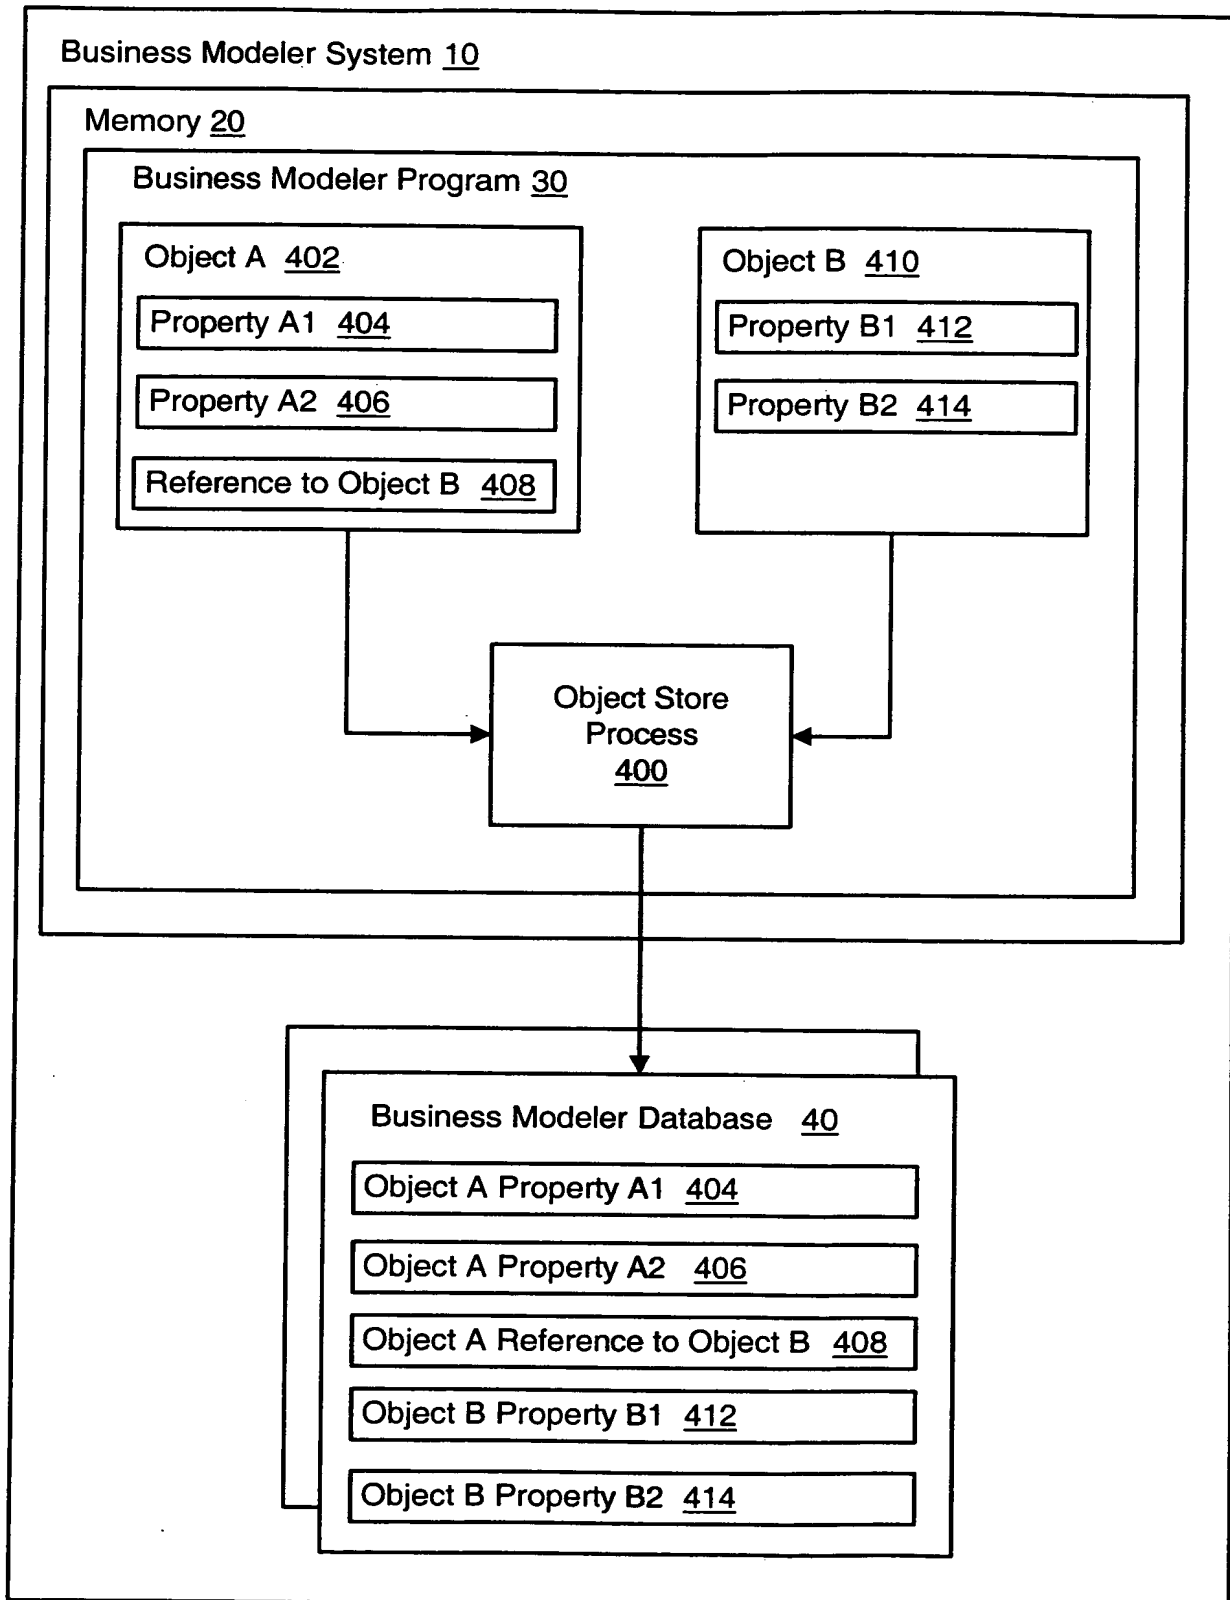 Business Modeler System 10
Memory 20
Business Modeler Program 30
Object A 402
Property A1 404
Property A2 406
Reference to Object B 408
Object B 410
Property B1 412
Property B2 414
Object Store
Process
400
Business Modeler Database 40
Object A Property A1 404
Object A Property A2 406
Object A Reference to Object B 408
Object B Property B1 412
Object B Property B2 414